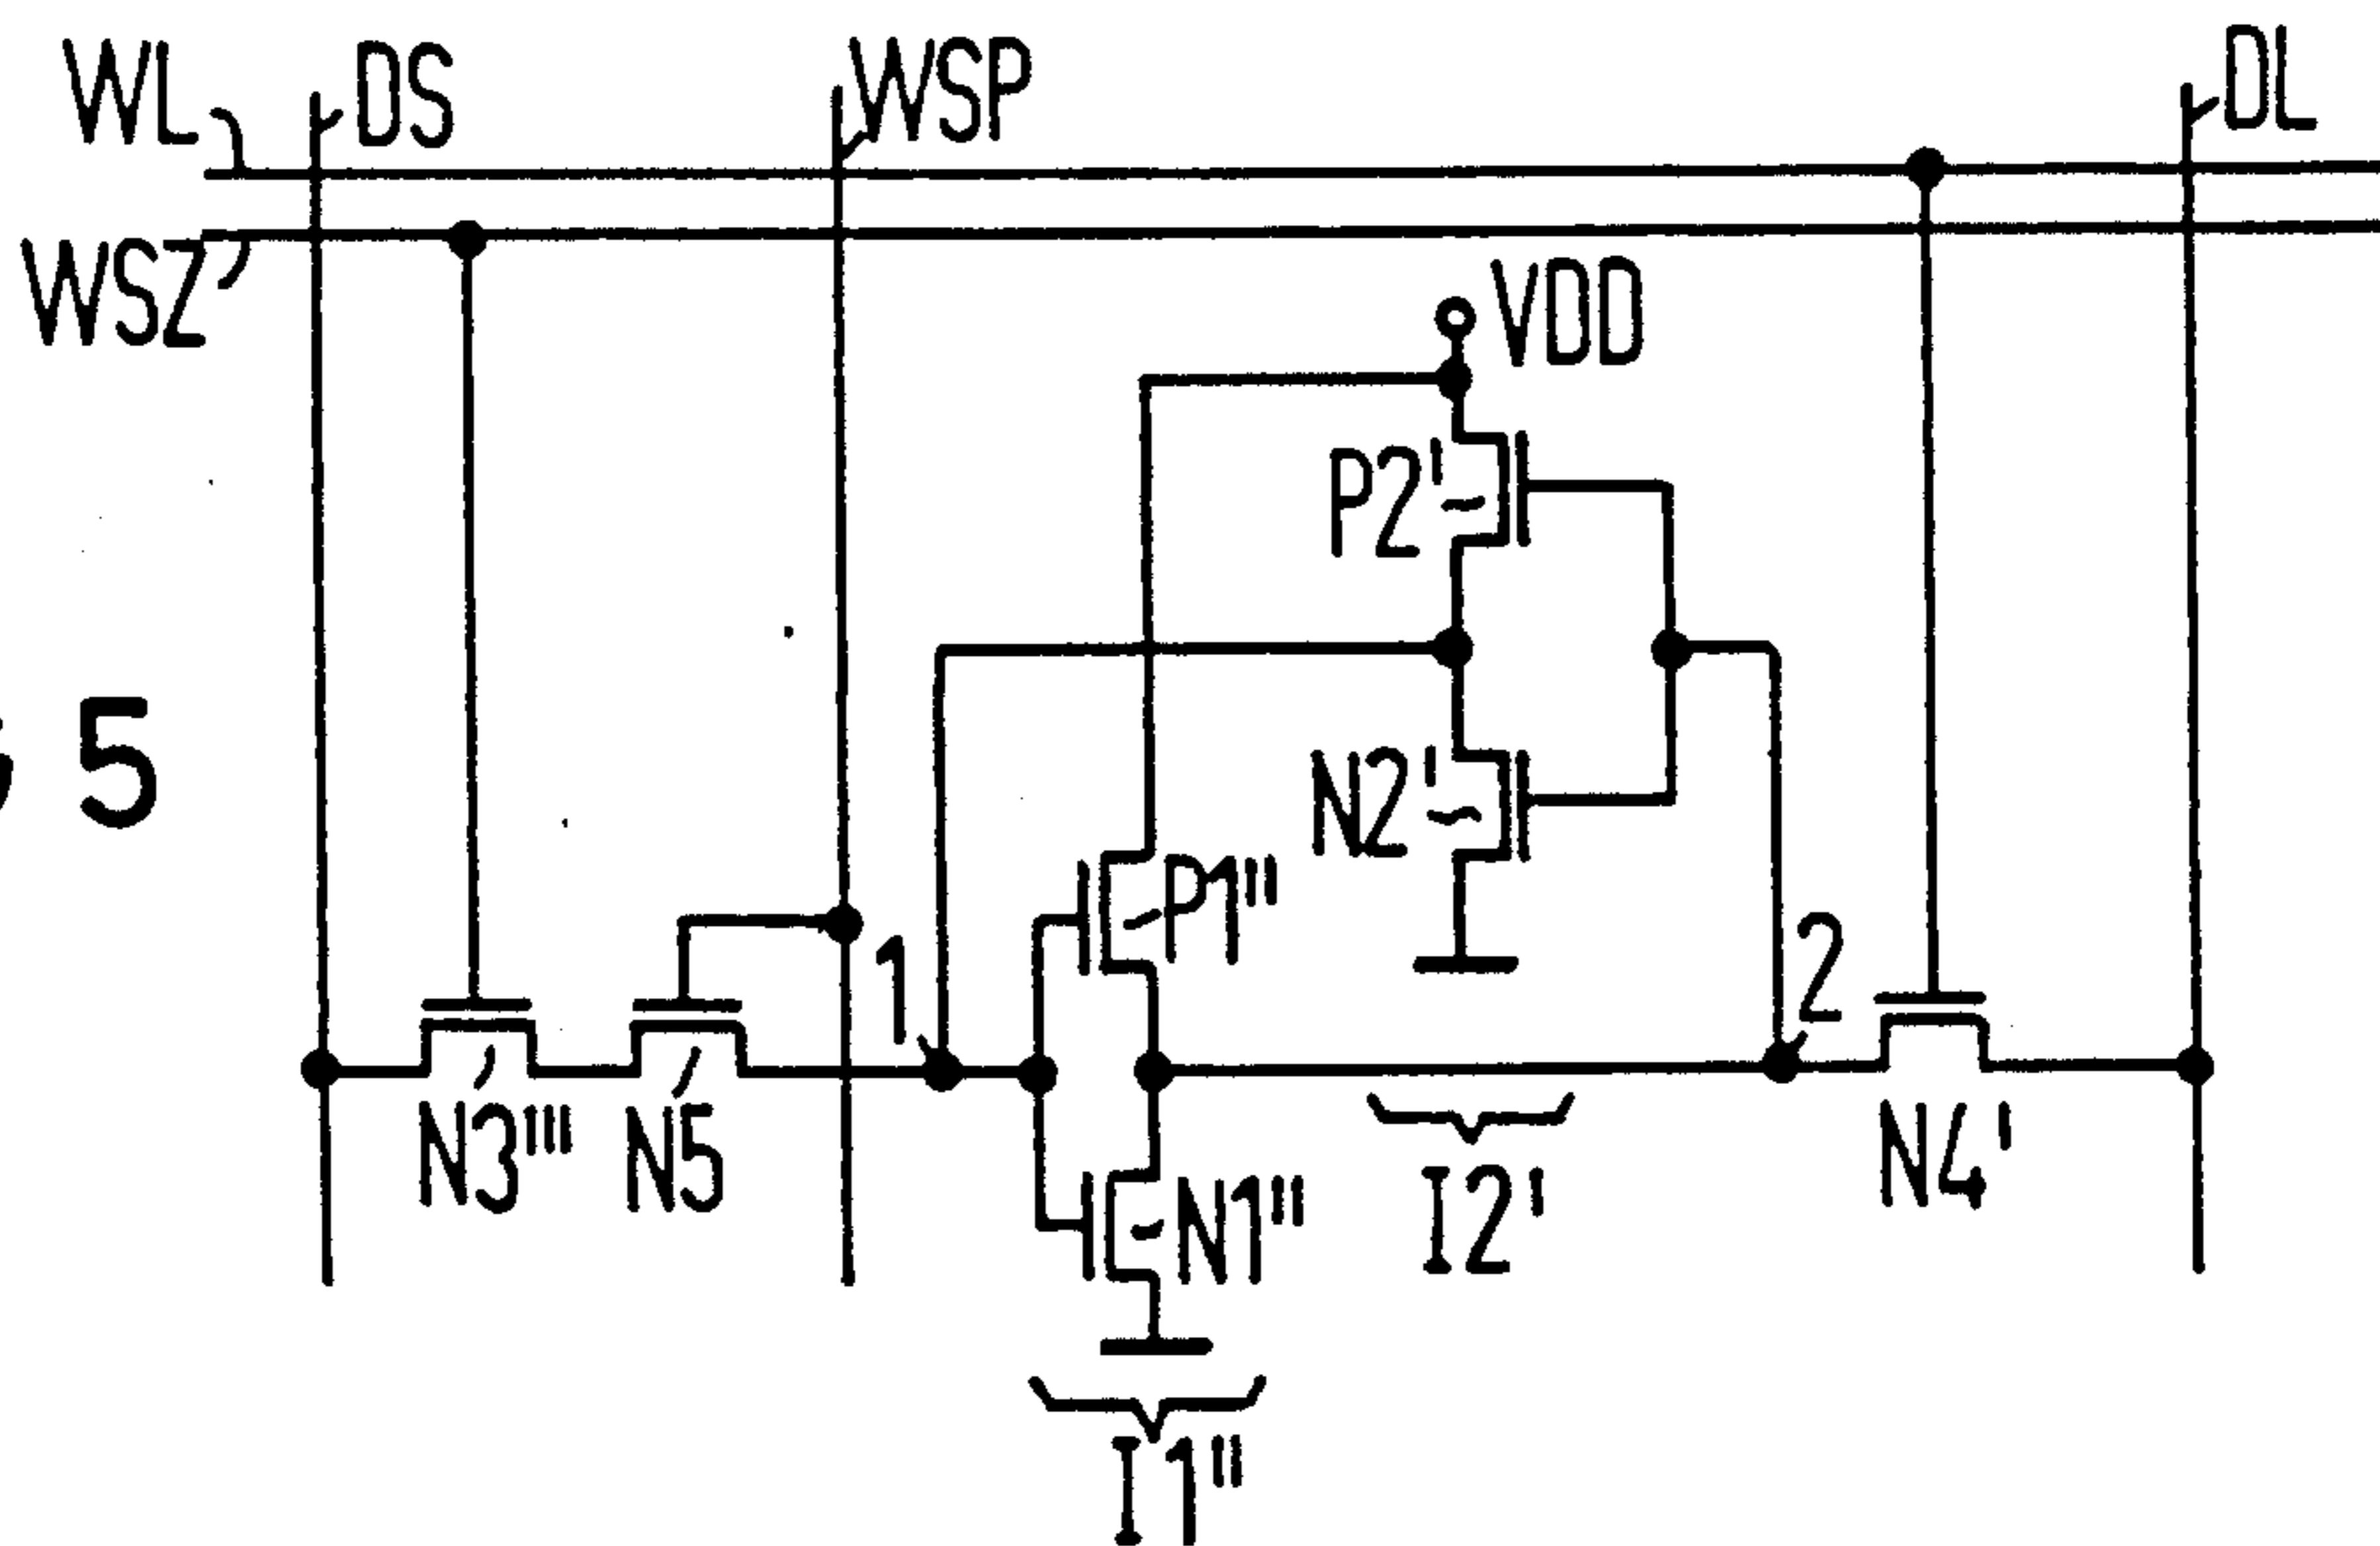 WL
DS
WSP
DL
WSZ
VDD
P2'
5
N2'
P1"
1
2
N3'''
N5
N4'
N1"
I2'
I1"